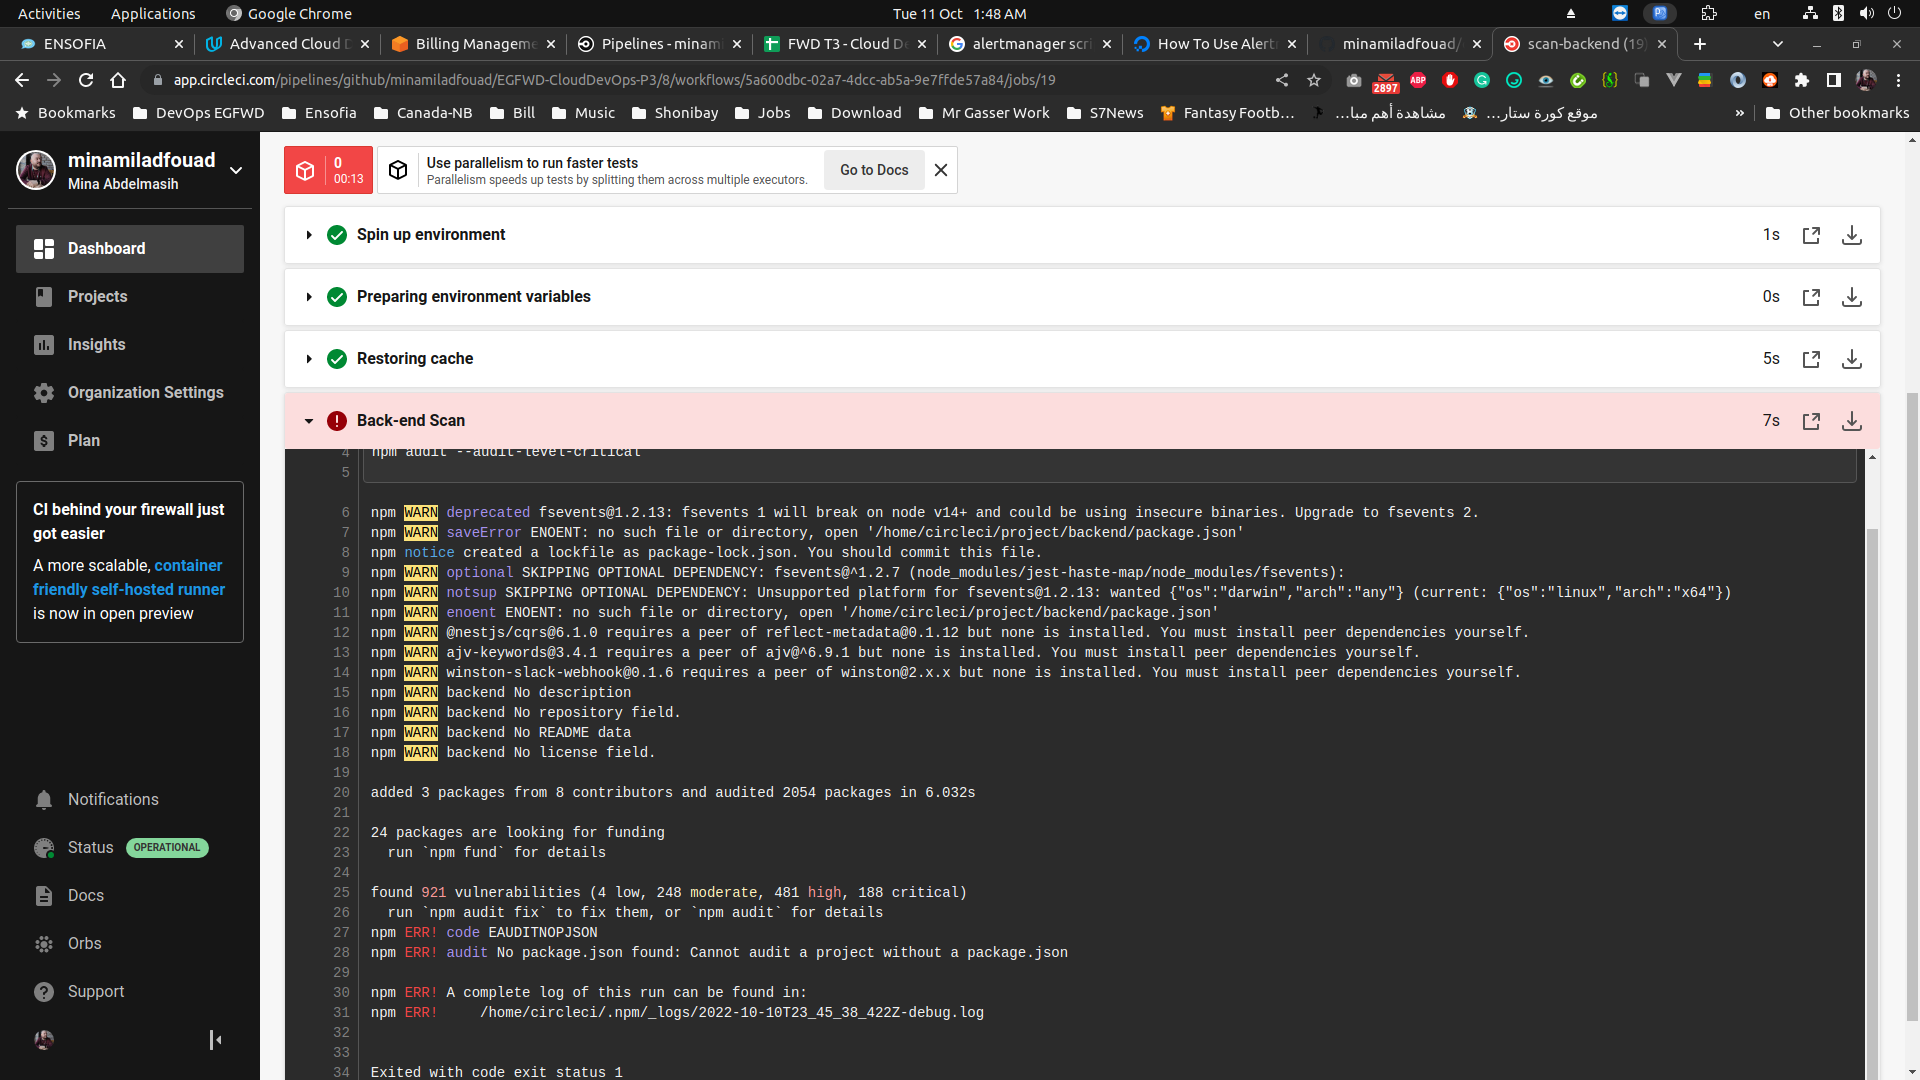 Activities Applications Google Chrome Tue 11 Oct 1:48 AM en
ENSOFIA Advanced Cloud D Billing Manageme Pipelines - minam FWD T3 - Cloud De alertmanager scri How To Use Alert minamiladfouad/ scan-backend (19)
app.circleci.com/pipelines/github/minamiladfouad/EGFWD-CloudDevOps-P3/8/workflows/5a600dbc-02a7-4dcc-ab5a-9e7ffde57a84/jobs/19 2897 ABP
Bookmarks DevOps EGFWD Ensofia Canada-NB Bill Music Shonibay Jobs Download Mr Gasser Work S7News Fantasy Footb… مشاهدة أهم مبا… موقع كورة ستار… » Other bookmarks
minamiladfouad
Mina Abdelmasih
Dashboard
Projects
Insights
Organization Settings
Plan
CI behind your firewall just
got easier
A more scalable, container
friendly self-hosted runner
is now in open preview
Notifications
Status OPERATIONAL
Docs
Orbs
Support
0
00:13
Use parallelism to run faster tests
Parallelism speeds up tests by splitting them across multiple executors.
Go to Docs
Spin up environment 1s
Preparing environment variables 0s
Restoring cache 5s
Back-end Scan 7s
4 npm audit --audit-level-critical
5
6 npm WARN deprecated fsevents@1.2.13: fsevents 1 will break on node v14+ and could be using insecure binaries. Upgrade to fsevents 2.
7 npm WARN saveError ENOENT: no such file or directory, open '/home/circleci/project/backend/package.json'
8 npm notice created a lockfile as package-lock.json. You should commit this file.
9 npm WARN optional SKIPPING OPTIONAL DEPENDENCY: fsevents@^1.2.7 (node_modules/jest-haste-map/node_modules/fsevents):
10 npm WARN notsup SKIPPING OPTIONAL DEPENDENCY: Unsupported platform for fsevents@1.2.13: wanted {"os":"darwin","arch":"any"} (current: {"os":"linux","arch":"x64"})
11 npm WARN enoent ENOENT: no such file or directory, open '/home/circleci/project/backend/package.json'
12 npm WARN @nestjs/cqrs@6.1.0 requires a peer of reflect-metadata@0.1.12 but none is installed. You must install peer dependencies yourself.
13 npm WARN ajv-keywords@3.4.1 requires a peer of ajv@^6.9.1 but none is installed. You must install peer dependencies yourself.
14 npm WARN winston-slack-webhook@0.1.6 requires a peer of winston@2.x.x but none is installed. You must install peer dependencies yourself.
15 npm WARN backend No description
16 npm WARN backend No repository field.
17 npm WARN backend No README data
18 npm WARN backend No license field.
19
20 added 3 packages from 8 contributors and audited 2054 packages in 6.032s
21
22 24 packages are looking for funding
23 run `npm fund` for details
24
25 found 921 vulnerabilities (4 low, 248 moderate, 481 high, 188 critical)
26 run `npm audit fix` to fix them, or `npm audit` for details
27 npm ERR! code EAUDITNOPJSON
28 npm ERR! audit No package.json found: Cannot audit a project without a package.json
29
30 npm ERR! A complete log of this run can be found in:
31 npm ERR! /home/circleci/.npm/_logs/2022-10-10T23_45_38_422Z-debug.log
32
33
34 Exited with code exit status 1